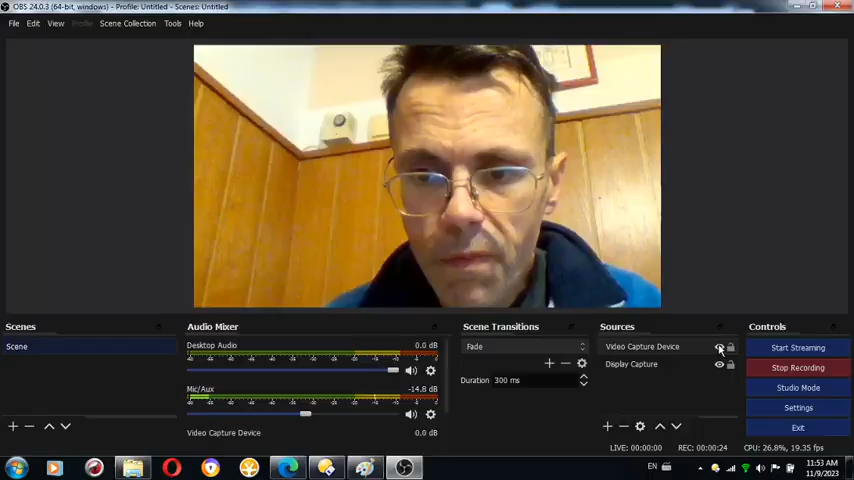 OBS 24.0.3 (64-bit, windows) - Profile: Untitled - Scenes: Untitled
File Edit View Profile Scene Collection Tools Help
Scenes
Scene
Audio Mixer
Desktop Audio 0.0 dB
Mic/Aux -14.8 dB
Video Capture Device 0.0 dB
Scene Transitions
Fade
Duration 300 ms
Sources
Video Capture Device
Display Capture
Controls
Start Streaming
Stop Recording
Studio Mode
Settings
Exit
LIVE: 00:00:00 REC: 00:00:24 CPU: 26.8%, 19.35 fps
EN
11:53 AM
11/9/2023